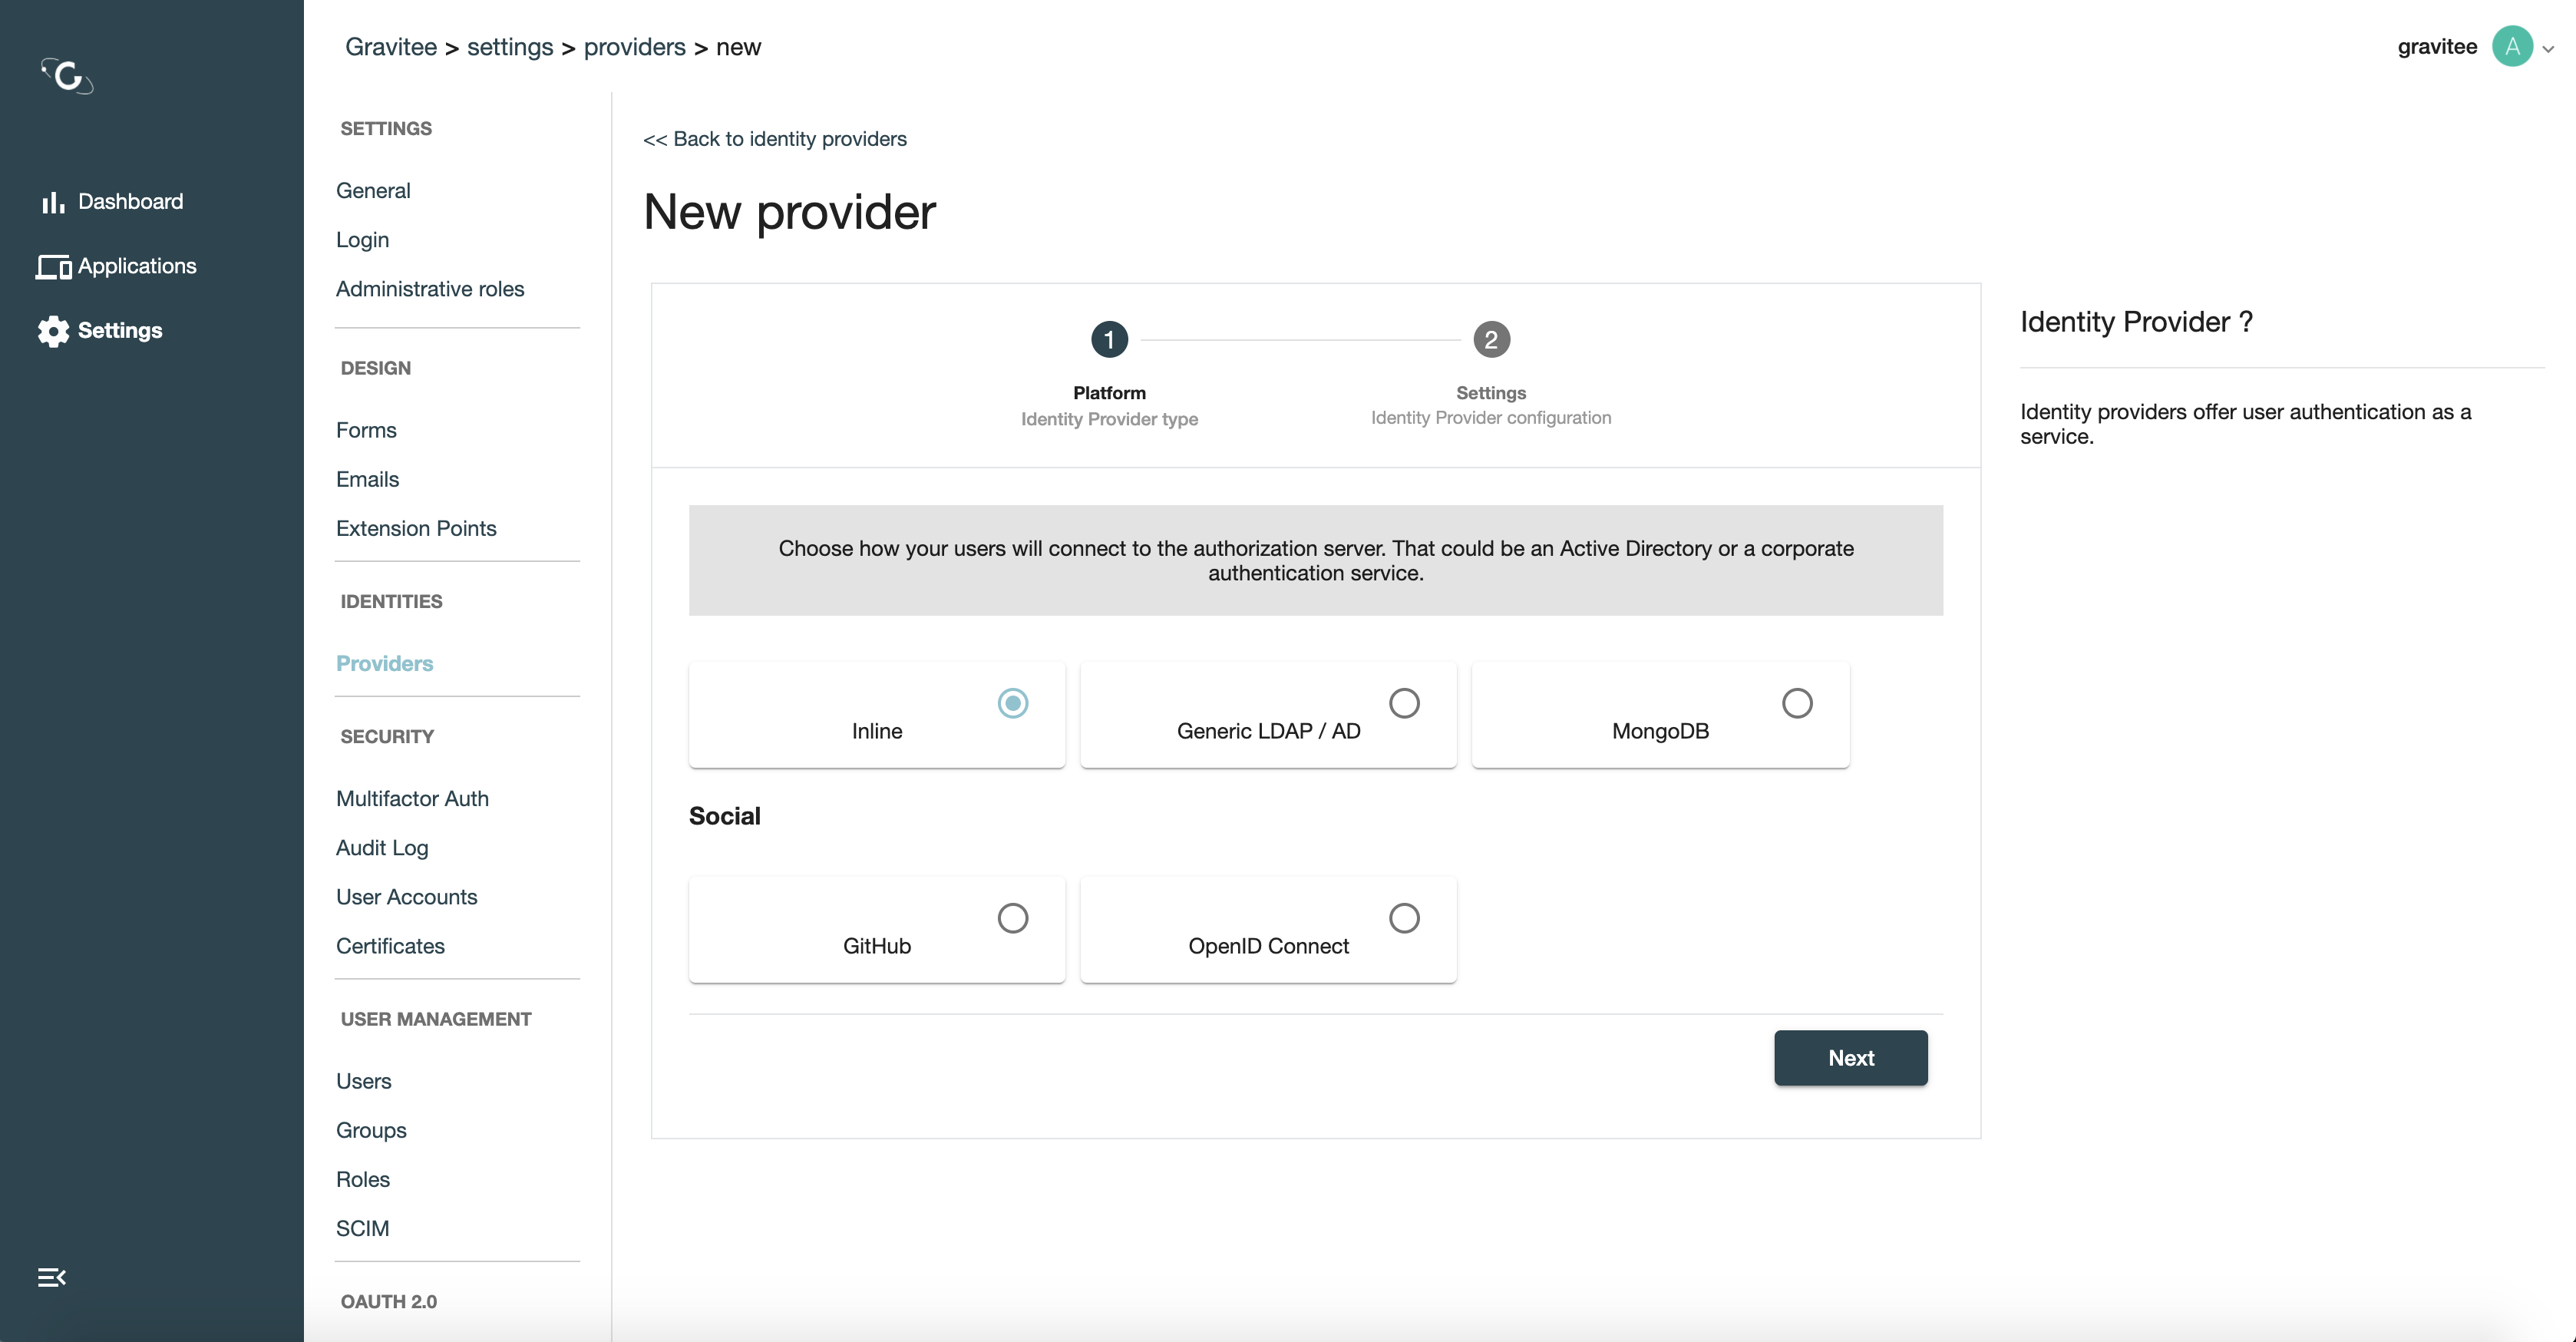 Gravitee > settings > providers > new
gravitee
A
Dashboard
Applications
Settings
SETTINGS
General
Login
Administrative roles
DESIGN
Forms
Emails
Extension Points
IDENTITIES
Providers
SECURITY
Multifactor Auth
Audit Log
User Accounts
Certificates
USER MANAGEMENT
Users
Groups
Roles
SCIM
OAUTH 2.0
<< Back to identity providers
New provider
1
Platform
Identity Provider type
2
Settings
Identity Provider configuration
Choose how your users will connect to the authorization server. That could be an Active Directory or a corporate
authentication service.
Inline
Generic LDAP / AD
MongoDB
Social
GitHub
OpenID Connect
Next
Identity Provider ?
Identity providers offer user authentication as a
service.